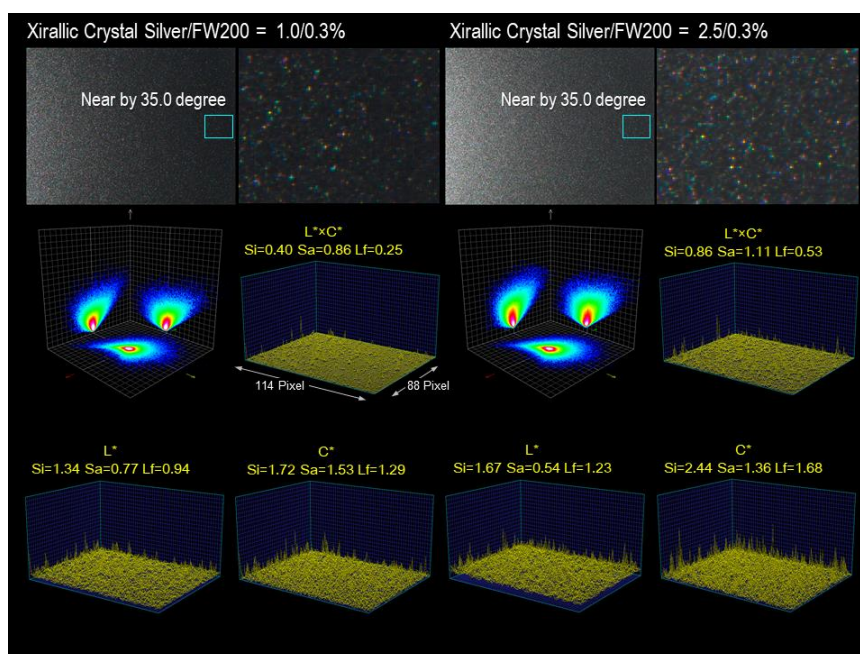 Xirallic Crystal Silver/FW200 = 1.0/0.3%
Xirallic Crystal Silver/FW200 = 2.5/0.3%
Near by 35.0 degree
Near by 35.0 degree
L*×C*
Si=0.40 Sa=0.86 Lf=0.25
L*×C*
Si=0.86 Sa=1.11 Lf=0.53
114 Pixel
88 Pixel
L*
Si=1.34 Sa=0.77 Lf=0.94
C*
Si=1.72 Sa=1.53 Lf=1.29
L*
Si=1.67 Sa=0.54 Lf=1.23
C*
Si=2.44 Sa=1.36 Lf=1.68